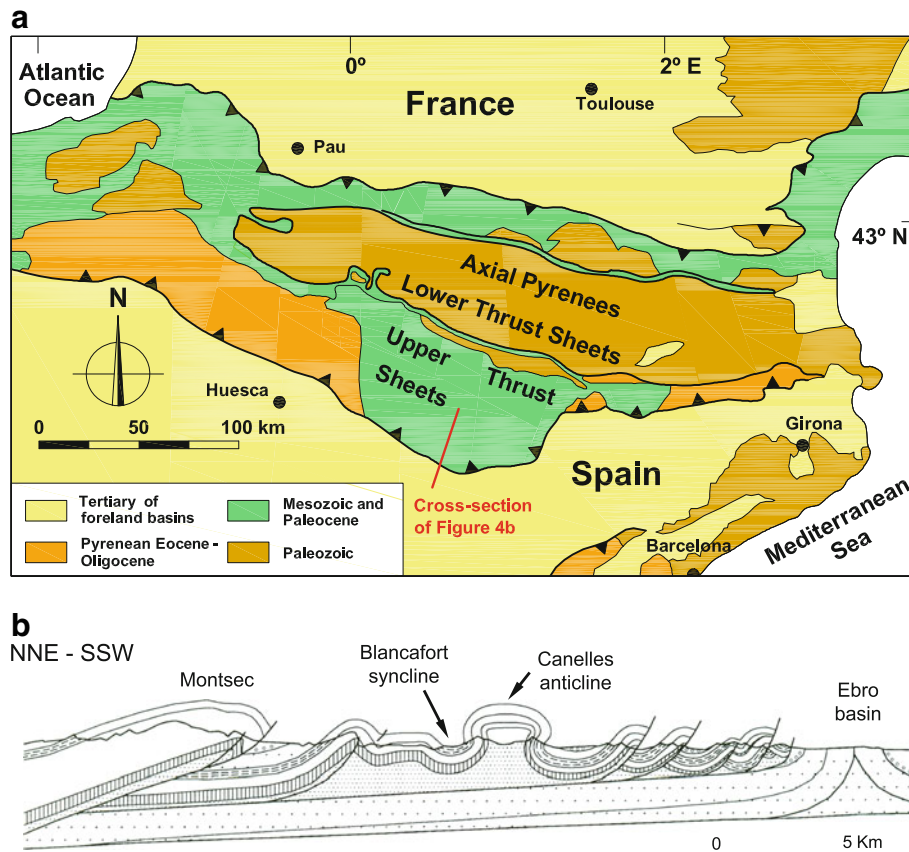 a
0º
2º E
Atlantic
Ocean
France
Toulouse
Pau
43º N
Axial Pyrenees
Lower Thrust Sheets
N
Upper
Thrust
Sheets
Huesca
0 50 100 km
Girona
Spain
Cross-section
of Figure 4b
Barcelona
Mediterranean
Sea
Tertiary of
foreland basins
Mesozoic and
Paleocene
Pyrenean Eocene -
Oligocene
Paleozoic
b
NNE - SSW
Montsec
Blancafort
syncline
Canelles
anticline
Ebro
basin
0 5 Km